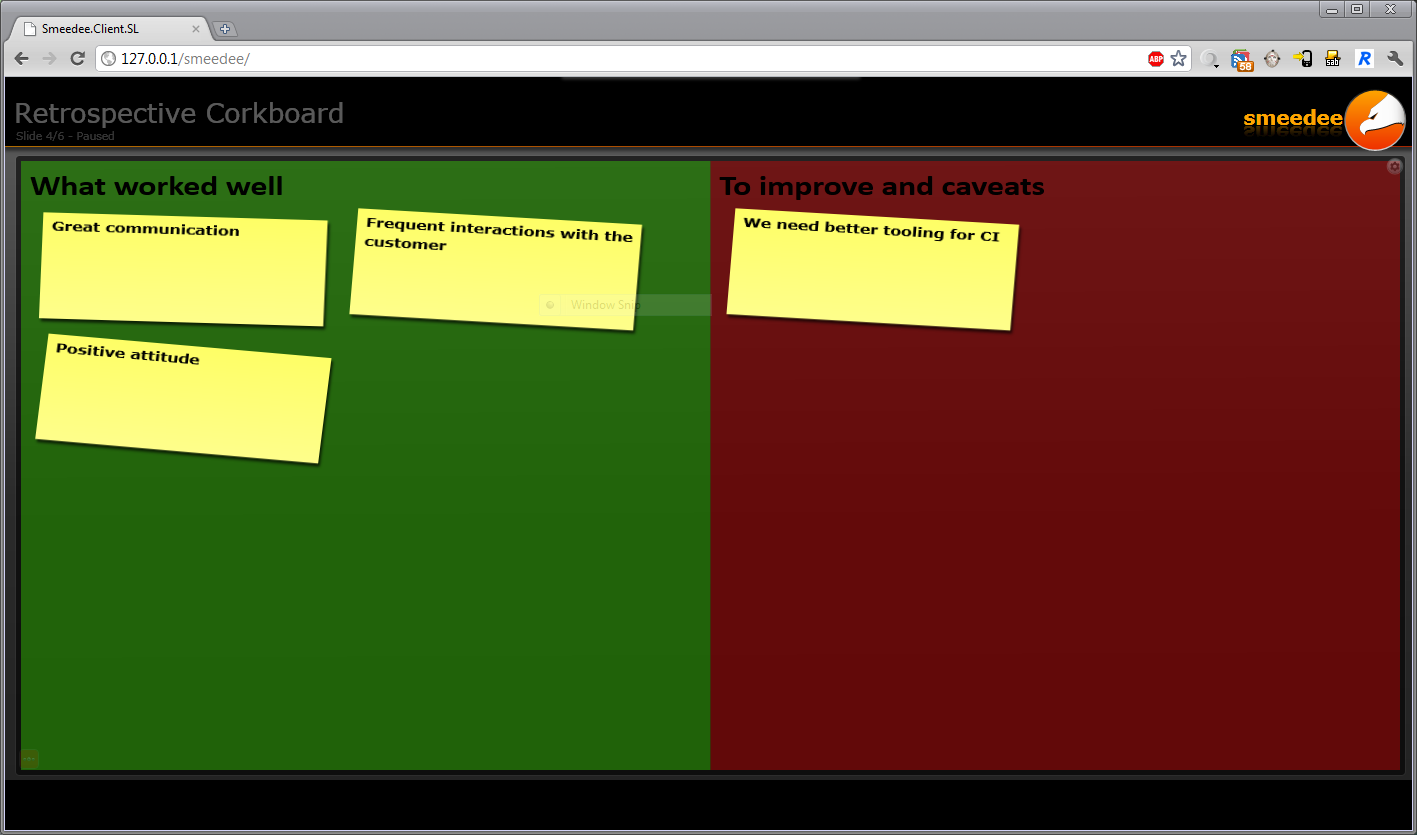 Smeedee.Client.SL
127.0.0.1/smeedee/
ABP
58
sab
R
Retrospective Corkboard
Slide 4/6 - Paused
smeedee
What worked well
To improve and caveats
Great communication
Frequent interactions with the
customer
We need better tooling for CI
Window Snip
Positive attitude